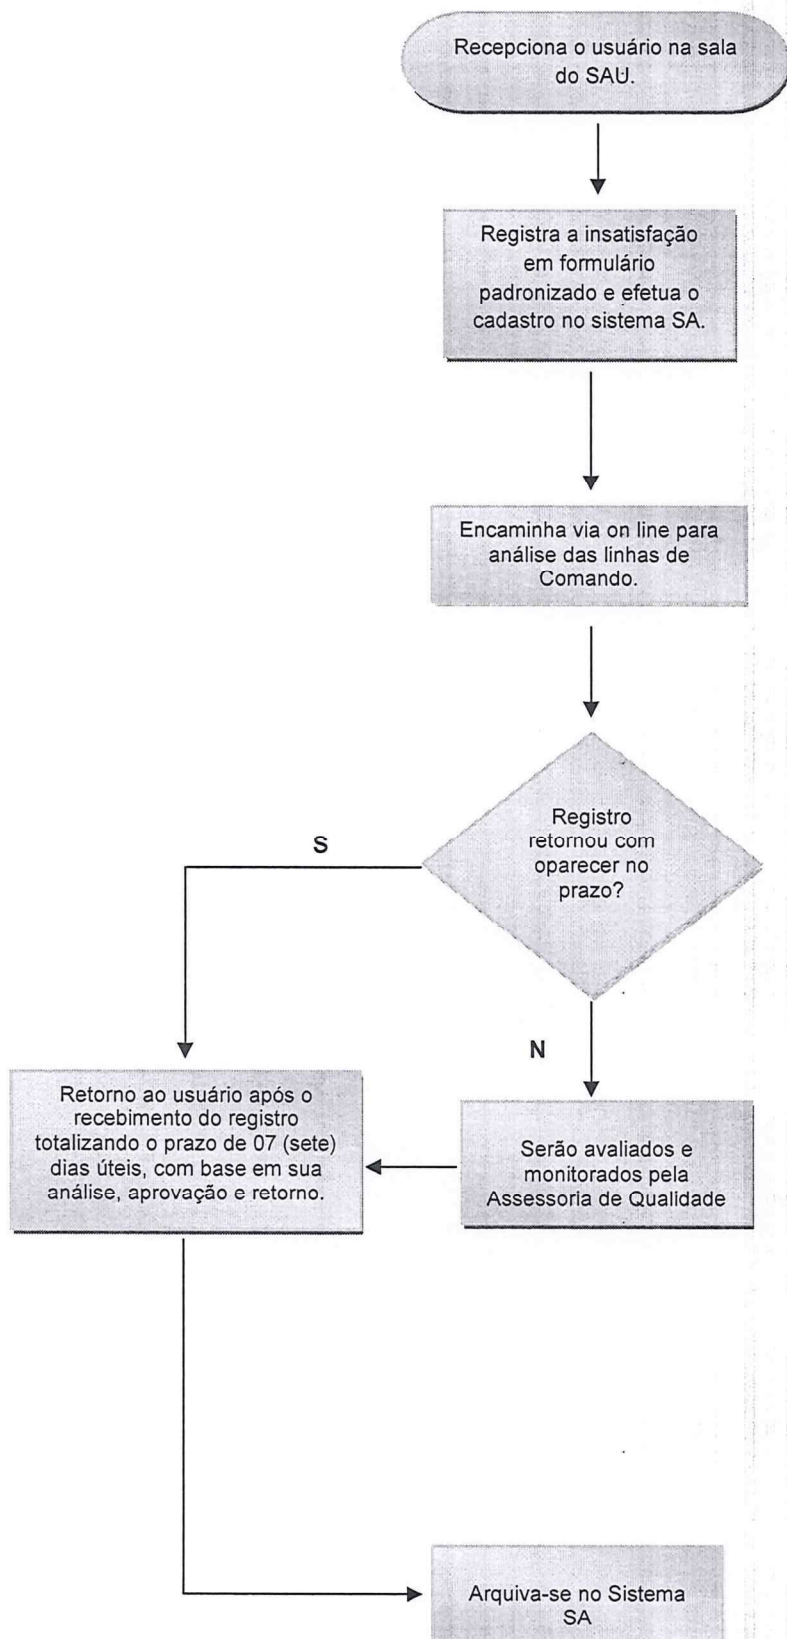 Recepciona o usuário na sala
do SAU.
Registra a insatisfação
em formulário
padronizado e efetua o
cadastro no sistema SA.
Encaminha via on line para
análise das linhas de
Comando.
Registro
retornou com
oparecer no
prazo?
S
N
Retorno ao usuário após o
recebimento do registro
totalizando o prazo de 07 (sete)
dias úteis, com base em sua
análise, aprovação e retorno.
Serão avaliados e
monitorados pela
Assessoria de Qualidade
Arquiva-se no Sistema
SA